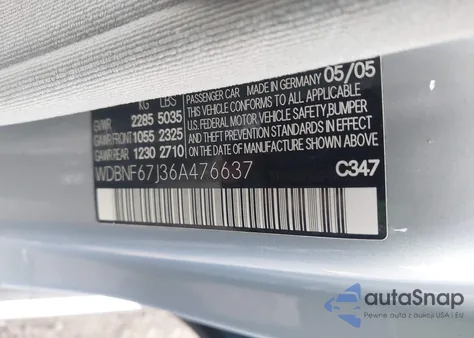 PASSENGER CAR MADE IN GERMANY 05/05
THIS VEHICLE CONFORMS TO ALL APPLICABLE
U.S. FEDERAL MOTOR VEHICLE SAFETY, BUMPER
AND THEFT PREVENTION STANDARDS IN EFFECT
ON THE DATE OF MANUFACTURE SHOWN ABOVE
KG LBS
GVWR 2285 5035
GAWR FRONT 1055 2325
GAWR REAR 1230 2710
WDBNF67J36A476637
C347
autoSnap
Pewne auta z aukcji USA i EU